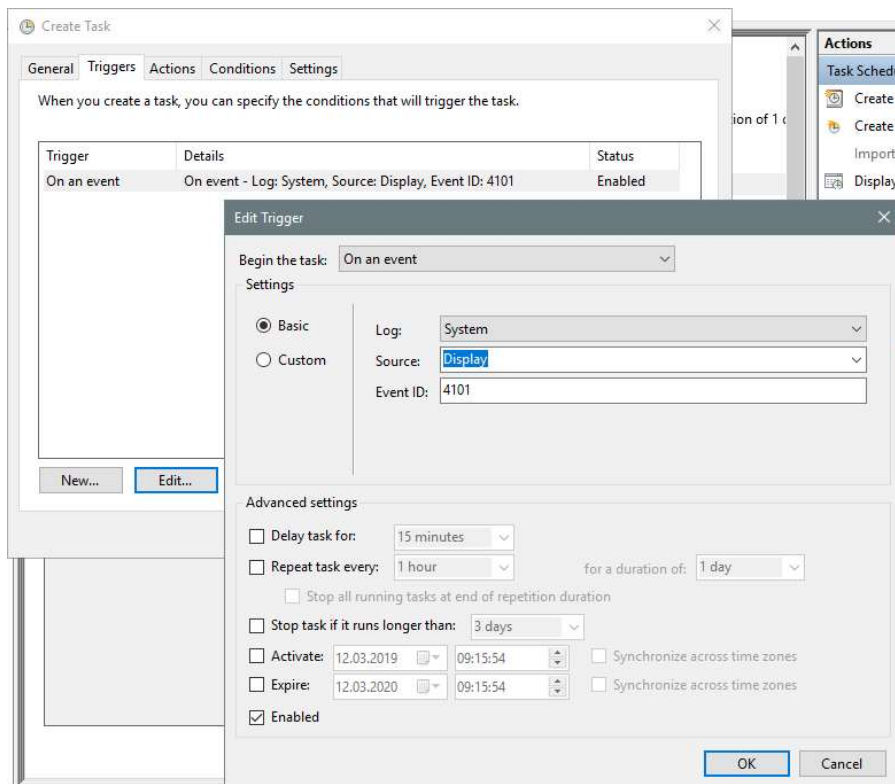 Create Task
General Triggers Actions Conditions Settings
When you create a task, you can specify the conditions that will trigger the task.
Trigger Details Status
On an event On event - Log: System, Source: Display, Event ID: 4101 Enabled
New... Edit...
ion of 1
Actions
Task Sched
Create
Create
Import
Display
Edit Trigger
Begin the task: On an event
Settings
Basic
Custom
Log: System
Source: Display
Event ID: 4101
Advanced settings
Delay task for: 15 minutes
Repeat task every: 1 hour for a duration of: 1 day
Stop all running tasks at end of repetition duration
Stop task if it runs longer than: 3 days
Activate: 12.03.2019 09:15:54 Synchronize across time zones
Expire: 12.03.2020 09:15:54 Synchronize across time zones
Enabled
OK Cancel